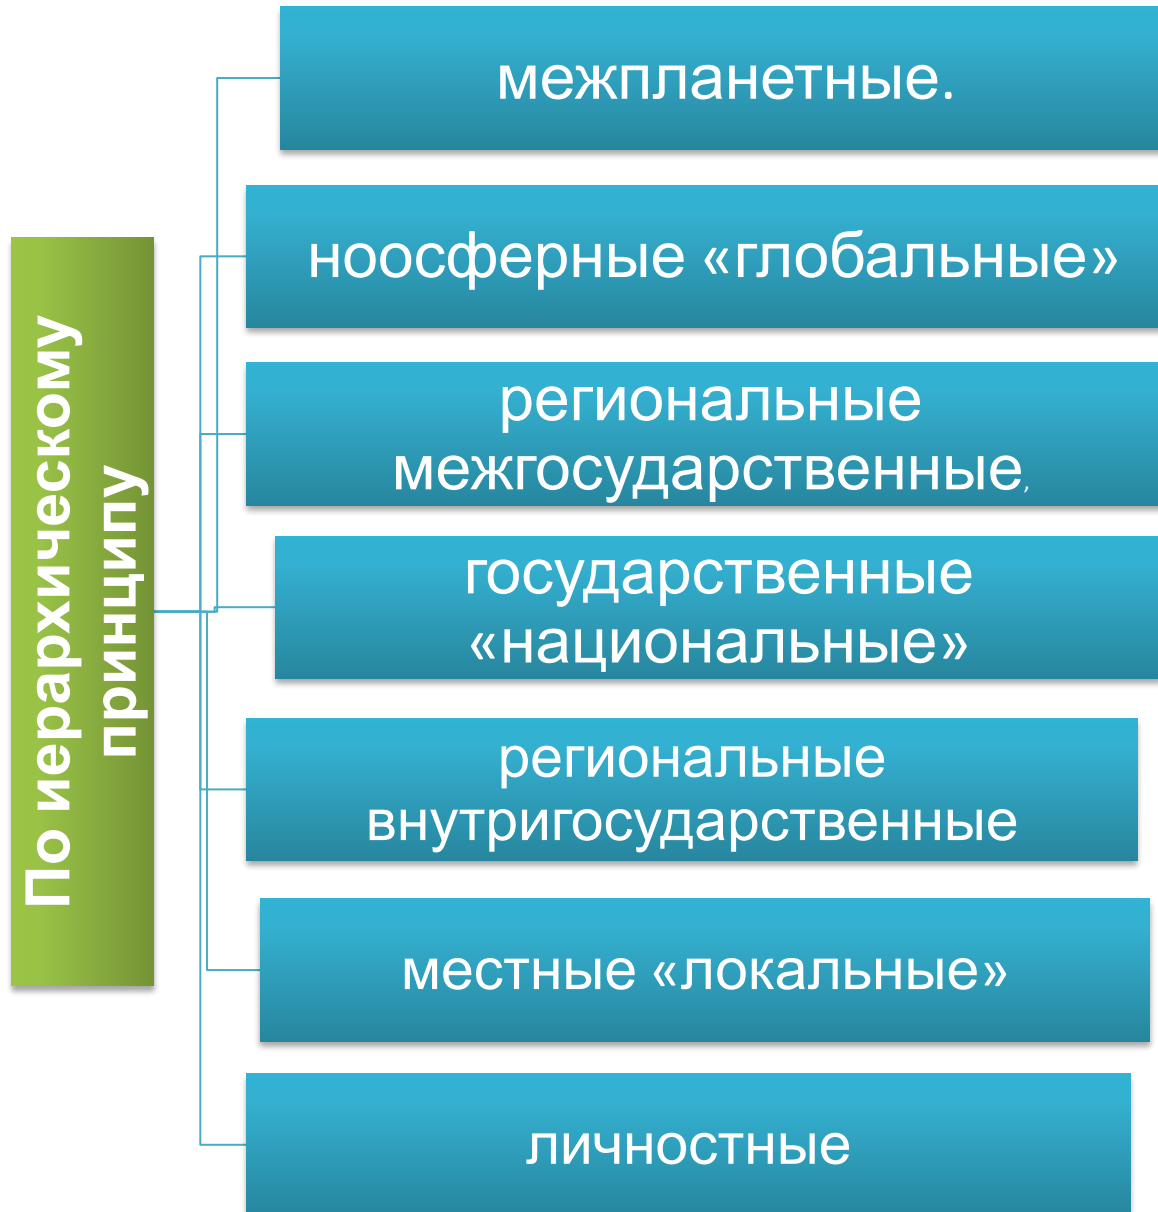 По иерархическому
принципу
межпланетные.
ноосферные «глобальные»
региональные
межгосударственные,
государственные
«национальные»
региональные
внутригосударственные
местные «локальные»
личностные